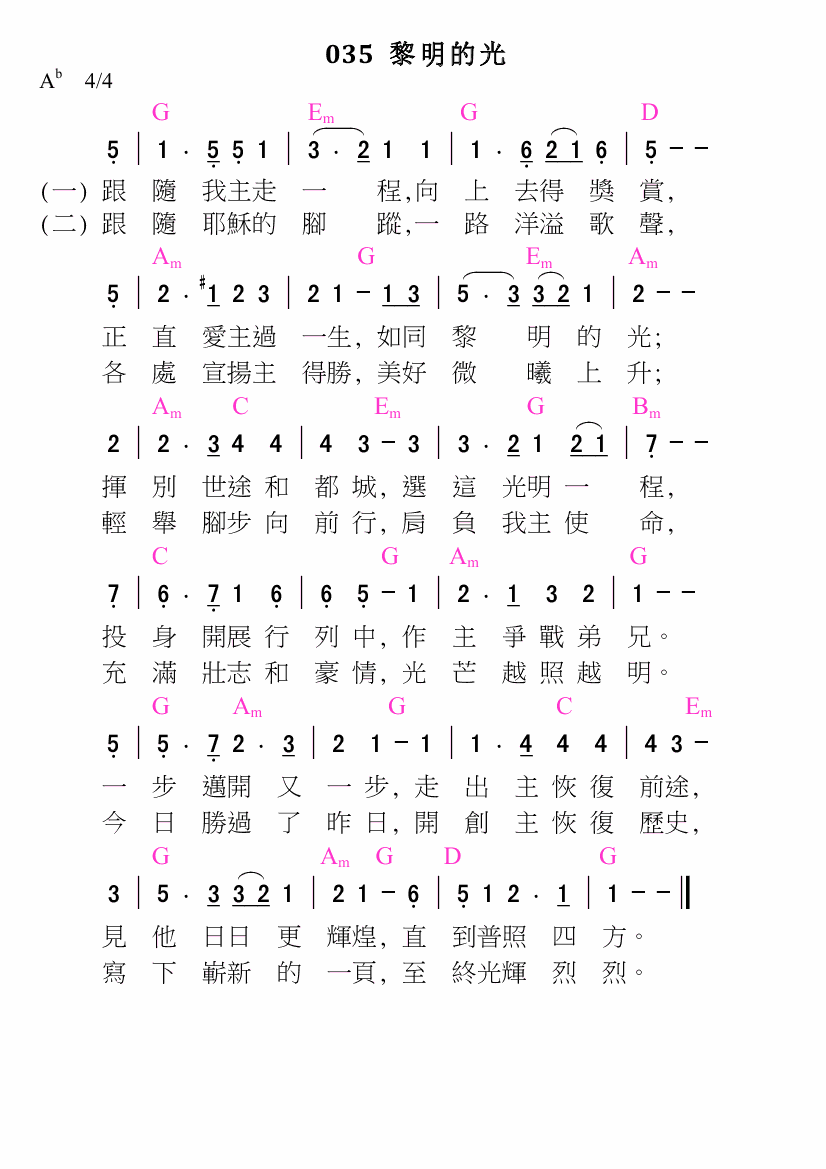 035 黎明的光
A♭ 4/4
G Em G D
5 | 1 · 5 5 1 | 3 · 2 1 1 | 1 · 6 2 1 6 | 5 - -
(一) 跟 隨 我主走 一 程,向 上 去得 獎 賞,
(二) 跟 隨 耶穌的 腳 蹤,一 路 洋溢 歌 聲,
Am G Em Am
5 | 2 · #1 2 3 | 2 1 - 1 3 | 5 · 3 3 2 1 | 2 - -
正 直 愛主過 一生, 如同 黎 明 的 光;
各 處 宣揚主 得勝, 美好 微 曦 上 升;
Am C Em G Bm
2 | 2 · 3 4 4 | 4 3 - 3 | 3 · 2 1 2 1 | 7 - -
揮 別 世途 和 都 城, 選 這 光明 一 程,
輕 舉 腳步 向 前 行, 肩 負 我主 使 命,
C G Am G
7 | 6 · 7 1 6 | 6 5 - 1 | 2 · 1 3 2 | 1 - -
投 身 開展 行 列 中, 作 主 爭 戰 弟 兄。
充 滿 壯志 和 豪 情, 光 芒 越 照 越 明。
G Am G C Em
5 | 5 · 7 2 · 3 | 2 1 - 1 | 1 · 4 4 4 | 4 3 -
一 步 邁開 又 一 步, 走 出 主 恢 復 前途,
今 日 勝過 了 昨 日, 開 創 主 恢 復 歷史,
G Am G D G
3 | 5 · 3 3 2 1 | 2 1 - 6 | 5 1 2 · 1 | 1 - - ‖
見 他 日日 更 輝煌, 直 到普照 四 方。
寫 下 嶄新 的 一頁, 至 終光輝 烈 烈。